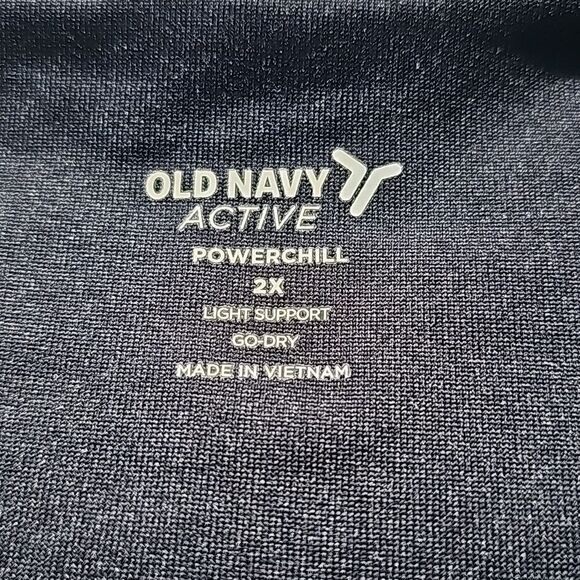 OLD NAVY
ACTIVE
POWERCHILL
2X
LIGHT SUPPORT
GO-DRY
MADE IN VIETNAM